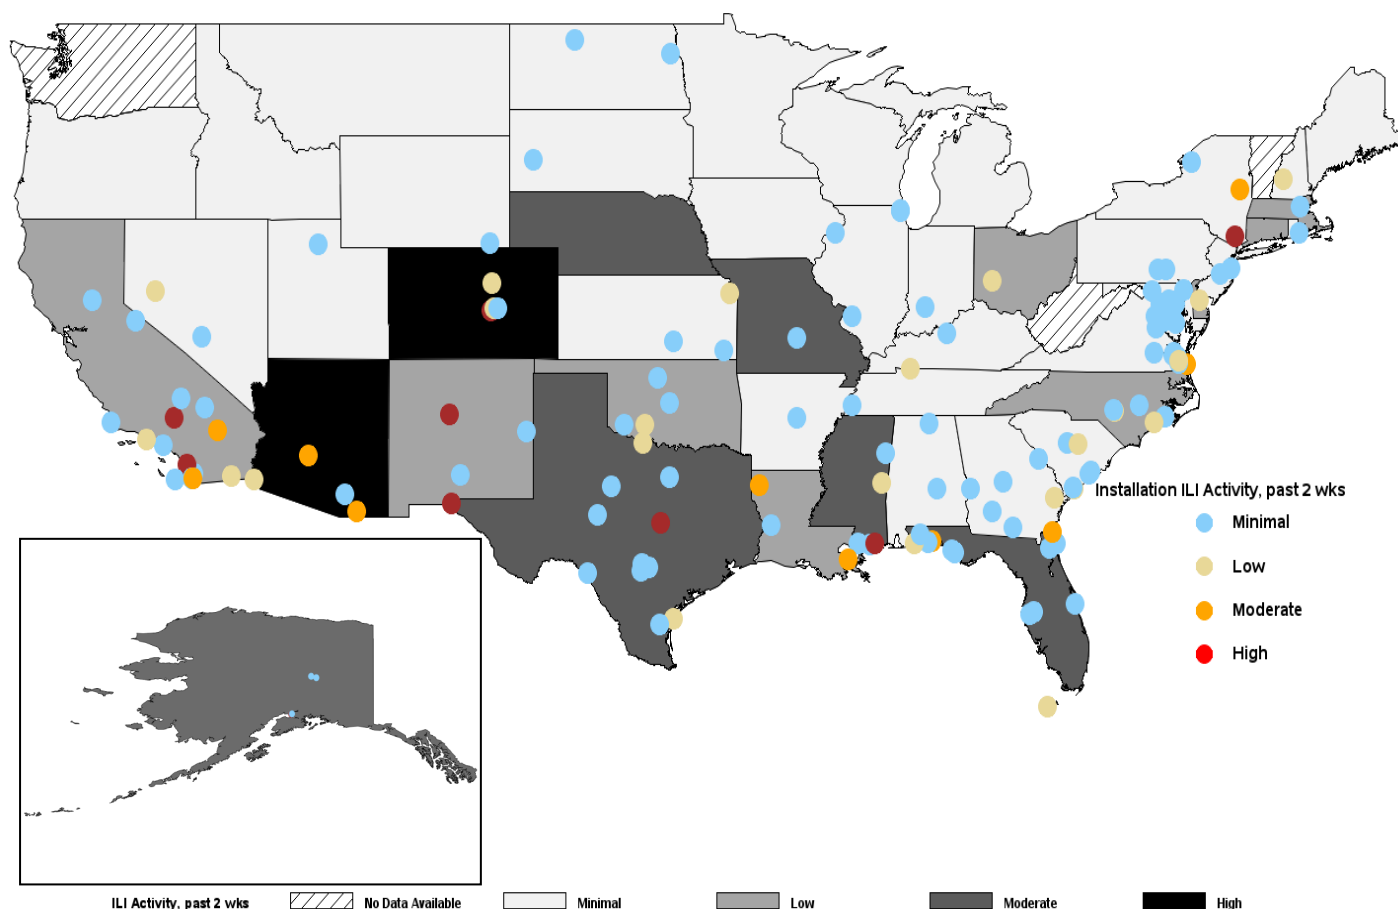 Installation ILI Activity, past 2 wks
Minimal
Low
Moderate
High
ILI Activity, past 2 wks No Data Available Minimal Low Moderate High